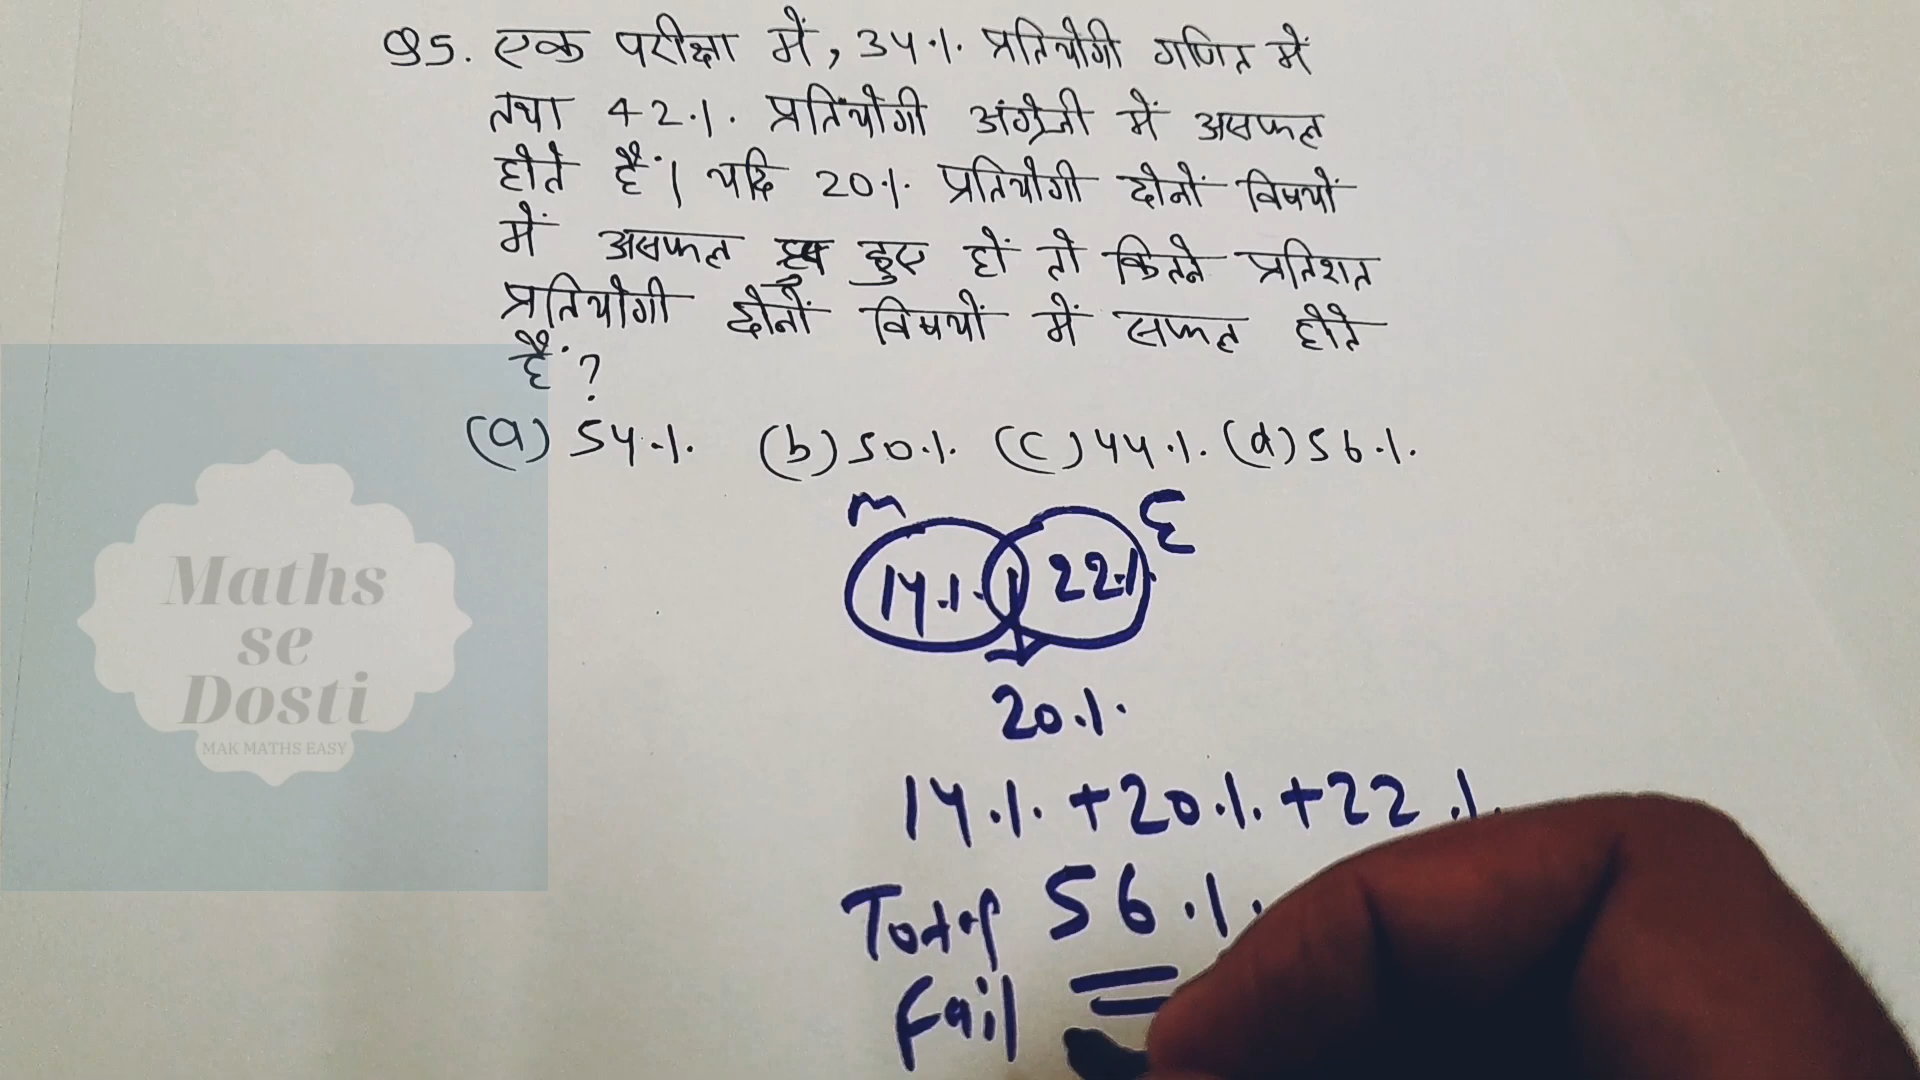 Q5. एक परीक्षा में, 34%. प्रतियोगी गणित में
तथा 42%. प्रतियोगी अंग्रेजी में असफल
होते हैं। यदि 20%. प्रतियोगी दोनों विषयों
में असफल हुए हों तो कितने प्रतिशत
प्रतियोगी दोनों विषयों में सफल होते
हैं?
(a) 54%. (b) 50%. (c) 44%. (d) 56%.
M E
14%. 22%.
20%.
14%. + 20%. + 22%.
Total 56%.
Fail
Maths
se
Dosti
MAK MATHS EASY